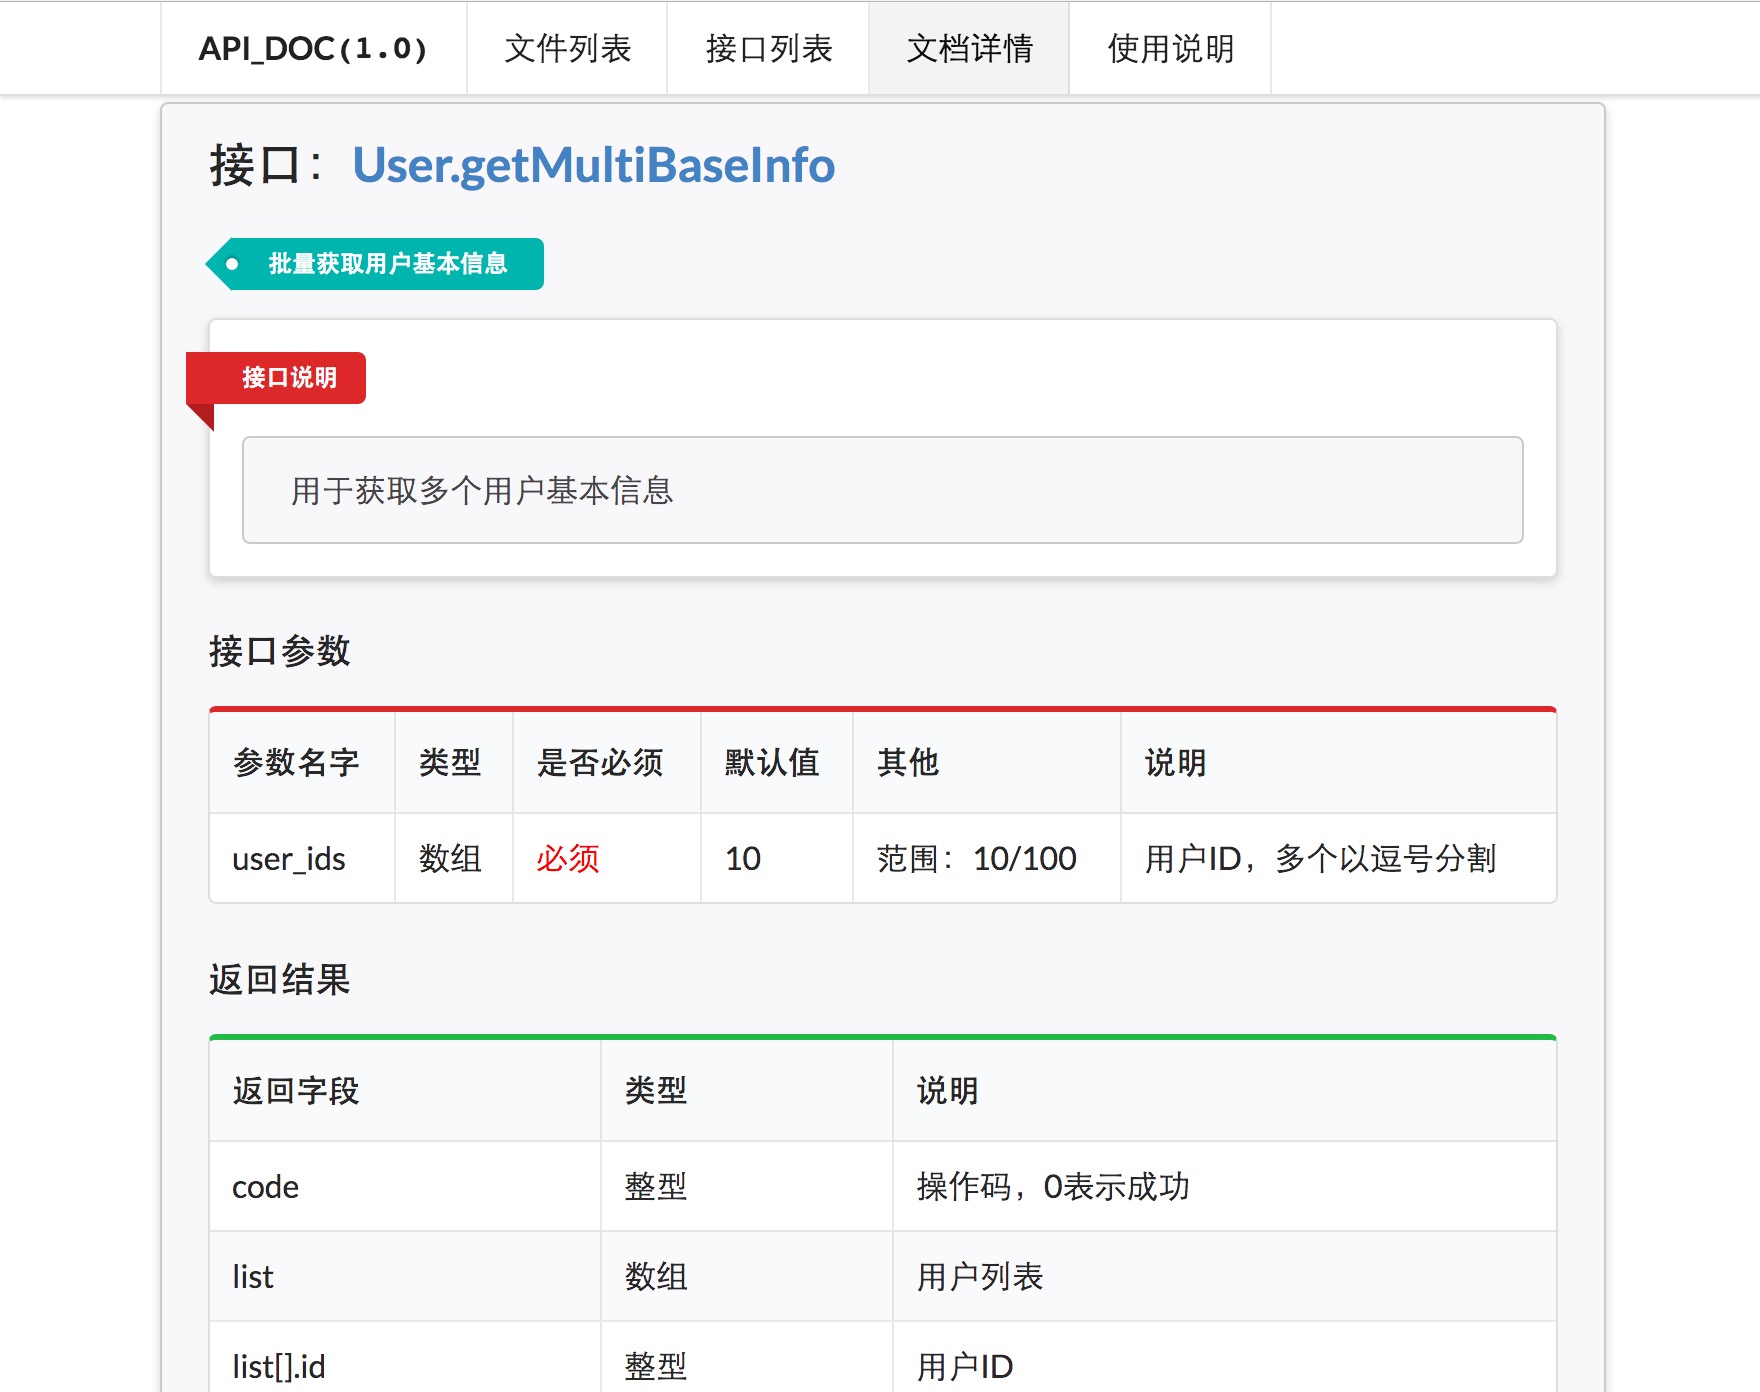 API_DOC(1.0) 文件列表 接口列表 文档详情 使用说明
接口：User.getMultiBaseInfo
批量获取用户基本信息
接口说明
用于获取多个用户基本信息
接口参数
参数名字 类型 是否必须 默认值 其他 说明
user_ids 数组 必须 10 范围：10/100 用户ID，多个以逗号分割
返回结果
返回字段 类型 说明
code 整型 操作码，0表示成功
list 数组 用户列表
list[].id 整型 用户ID